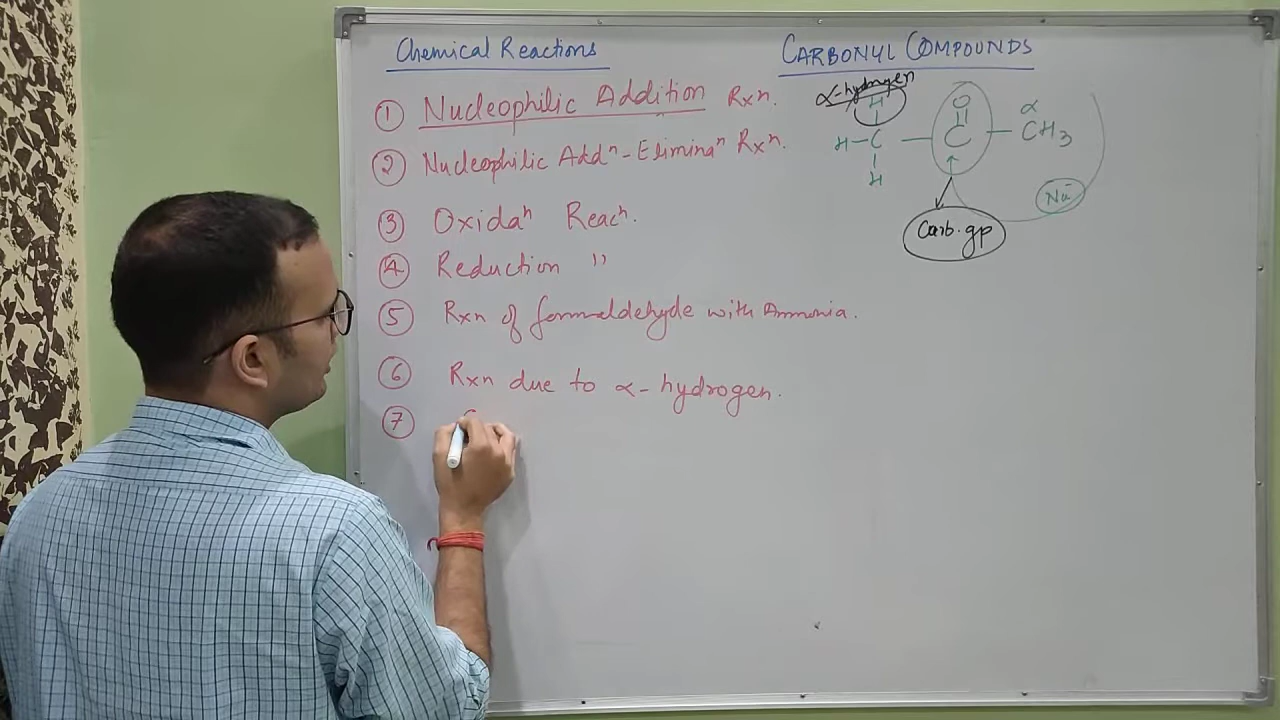 Chemical Reactions
CARBONYL COMPOUNDS
① Nucleophilic Addition Rxn.
② Nucleophilic Addⁿ-Eliminaⁿ Rxⁿ.
③ Oxidaⁿ Reacⁿ.
④ Reduction "
⑤ Rxn of formaldehyde with Ammonia.
⑥ Rxn due to α- hydrogen.
⑦
α-hydrogen
H O α
H-C-C-CH3
H
Nu-
Carb. gp